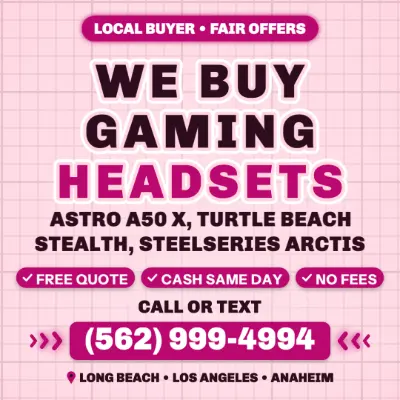 LOCAL BUYER • FAIR OFFERS
WE BUY
GAMING
HEADSETS
ASTRO A50 X, TURTLE BEACH
STEALTH, STEELSERIES ARCTIS
✓ FREE QUOTE ✓ CASH SAME DAY ✓ NO FEES
CALL OR TEXT
(562) 999-4994
LONG BEACH • LOS ANGELES • ANAHEIM